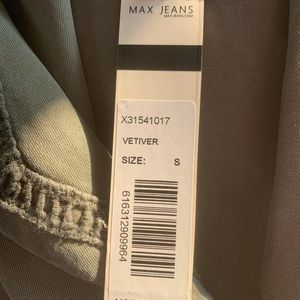 MAX JEANS
MAXJEANS.COM
X31541017
VETIVER
SIZE: S
616312909964